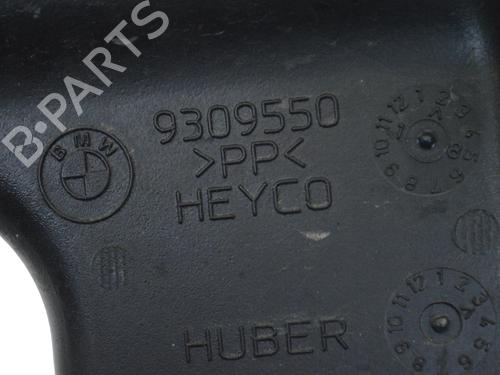 B-PARTS
BMW
9309550
>PP<
HEYCO
HUBER